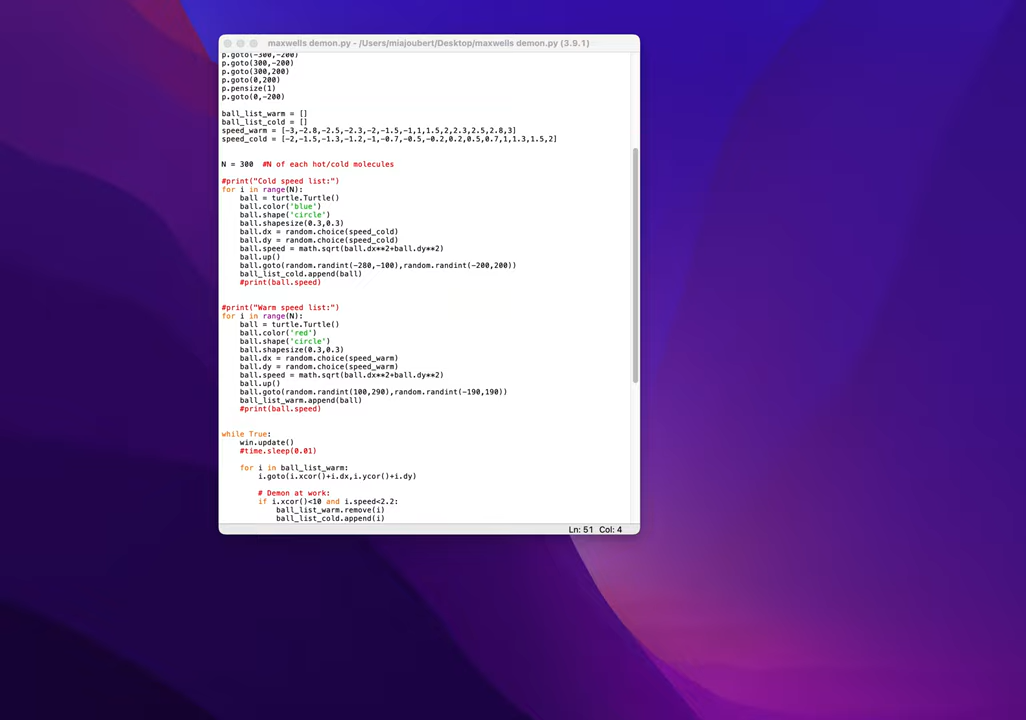 maxwells demon.py - /Users/miajoubert/Desktop/maxwells demon.py (3.9.1)
p.goto(-300,-200)
p.goto(300,-200)
p.goto(300,200)
p.goto(0,200)
p.pensize(1)
p.goto(0,-200)
ball_list_warm = []
ball_list_cold = []
speed_warm = [-3,-2.8,-2.5,-2.3,-2,-1.5,-1,1,1.5,2,2.3,2.5,2.8,3]
speed_cold = [-2,-1.5,-1.3,-1.2,-1,-0.7,-0.5,-0.2,0.2,0.5,0.7,1,1.3,1.5,2]
N = 300  #N of each hot/cold molecules
#print("Cold speed list:")
for i in range(N):
    ball = turtle.Turtle()
    ball.color('blue')
    ball.shape('circle')
    ball.shapesize(0.3,0.3)
    ball.dx = random.choice(speed_cold)
    ball.dy = random.choice(speed_cold)
    ball.speed = math.sqrt(ball.dx**2+ball.dy**2)
    ball.up()
    ball.goto(random.randint(-280,-100),random.randint(-200,200))
    ball_list_cold.append(ball)
    #print(ball.speed)
#print("Warm speed list:")
for i in range(N):
    ball = turtle.Turtle()
    ball.color('red')
    ball.shape('circle')
    ball.shapesize(0.3,0.3)
    ball.dx = random.choice(speed_warm)
    ball.dy = random.choice(speed_warm)
    ball.speed = math.sqrt(ball.dx**2+ball.dy**2)
    ball.up()
    ball.goto(random.randint(100,290),random.randint(-190,190))
    ball_list_warm.append(ball)
    #print(ball.speed)
while True:
    win.update()
    #time.sleep(0.01)
    for i in ball_list_warm:
        i.goto(i.xcor()+i.dx,i.ycor()+i.dy)
        # Demon at work:
        if i.xcor()<10 and i.speed<2.2:
            ball_list_warm.remove(i)
            ball_list_cold.append(i)
Ln: 51 Col: 4